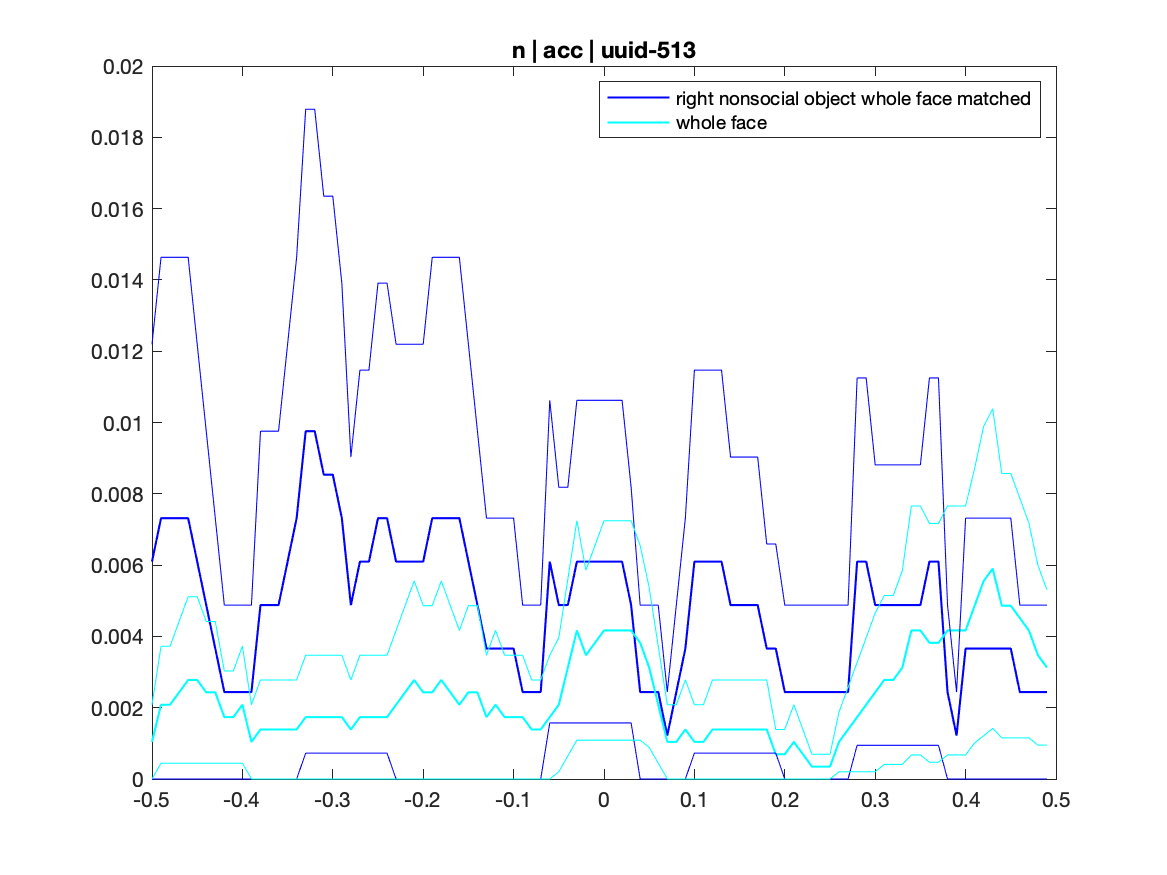 n | acc | uuid-513
0.02
0.018
0.016
0.014
0.012
0.01
0.008
0.006
0.004
0.002
0
right nonsocial object whole face matched
whole face
-0.5 -0.4 -0.3 -0.2 -0.1 0 0.1 0.2 0.3 0.4 0.5